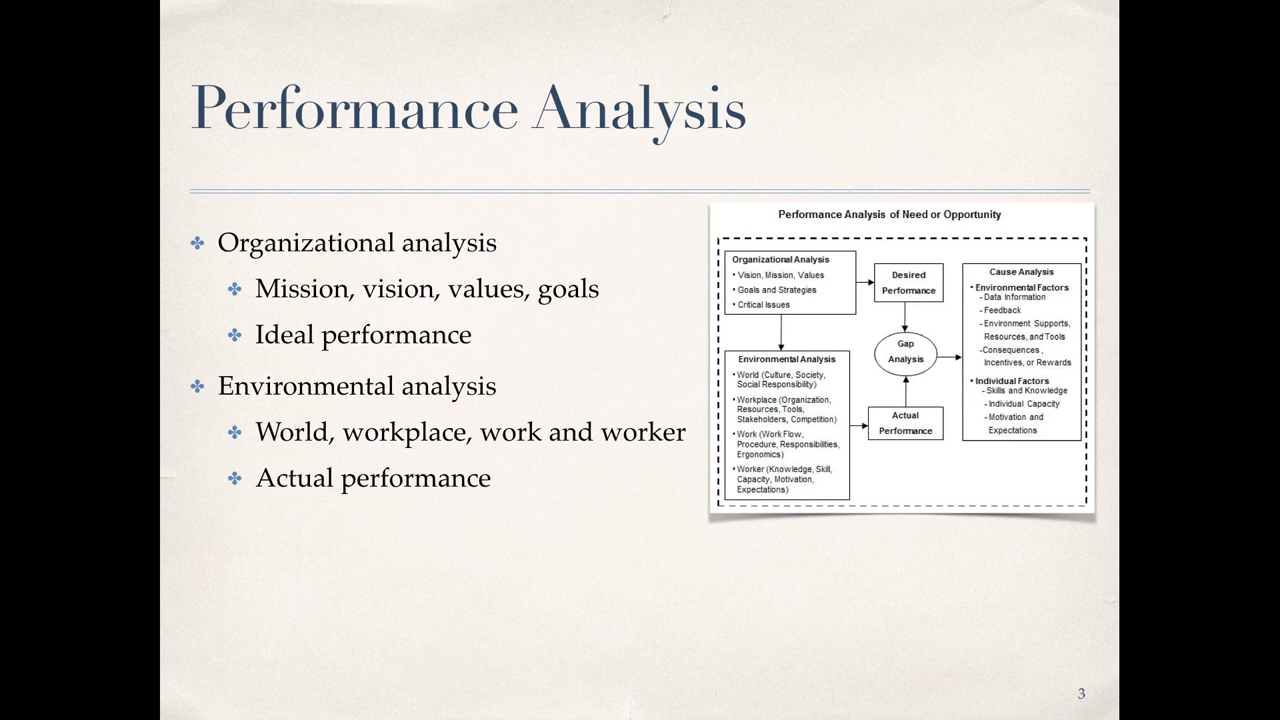 Performance Analysis
Organizational analysis
Mission, vision, values, goals
Ideal performance
Environmental analysis
World, workplace, work and worker
Actual performance
Performance Analysis of Need or Opportunity
Organizational Analysis
• Vision, Mission, Values
• Goals and Strategies
• Critical Issues
Environmental Analysis
• World (Culture, Society,
Social Responsibility)
• Workplace (Organization,
Resources, Tools,
Stakeholders, Competition)
• Work (Work Flow,
Procedure, Responsibilities,
Ergonomics)
• Worker (Knowledge, Skill,
Capacity, Motivation,
Expectations)
Desired
Performance
Gap
Analysis
Actual
Performance
Cause Analysis
• Environmental Factors
- Data Information
- Feedback
- Environment Supports,
Resources, and Tools
-Consequences ,
Incentives, or Rewards
• Individual Factors
- Skills and Knowledge
- Individual Capacity
- Motivation and
Expectations
3